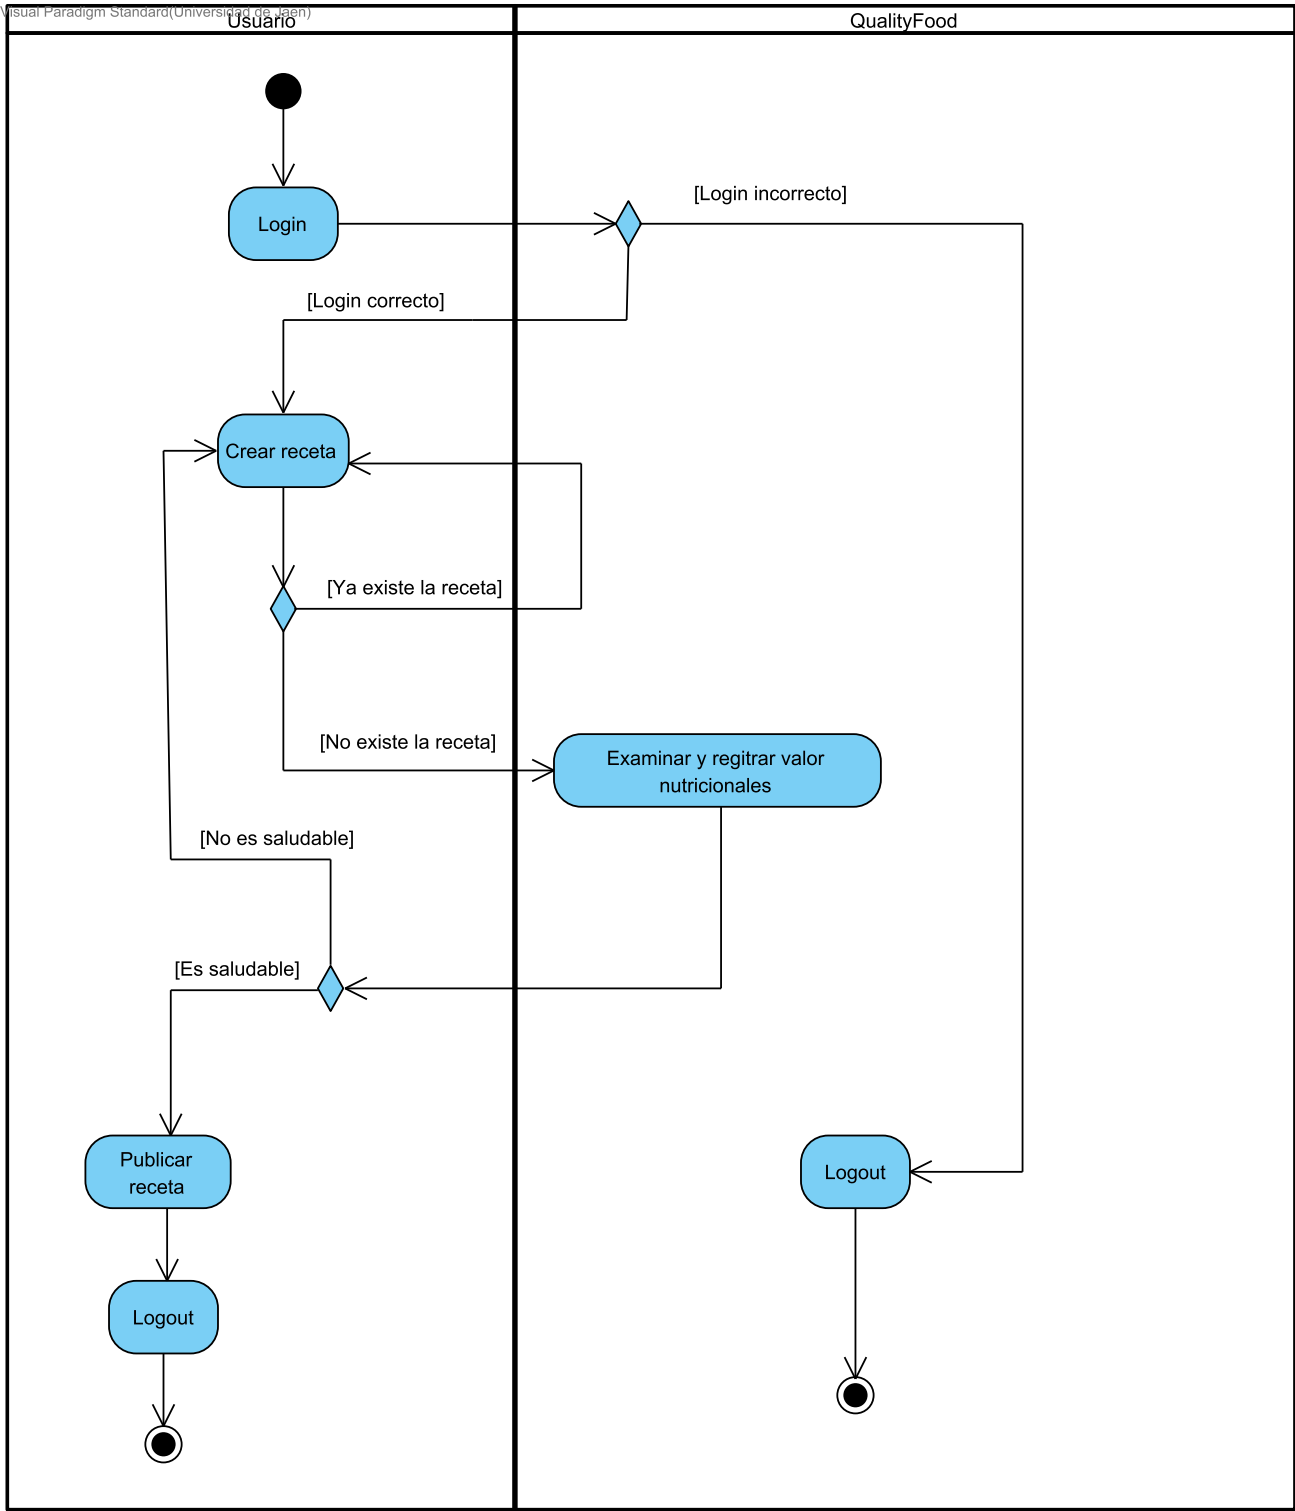 Visual Paradigm Standard(Universidad de Jaen)
Usuario
QualityFood
Login
[Login incorrecto]
[Login correcto]
Crear receta
[Ya existe la receta]
[No existe la receta]
Examinar y regitrar valor
nutricionales
[No es saludable]
[Es saludable]
Publicar
receta
Logout
Logout